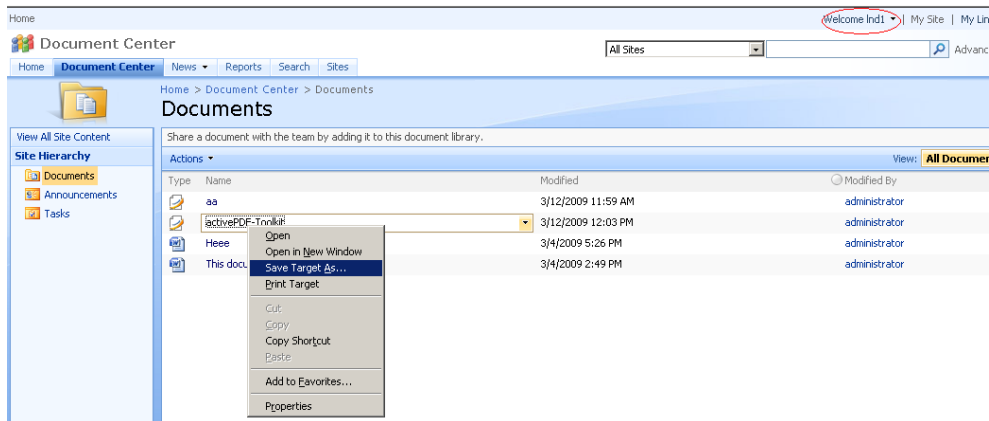 Home Welcome Ind1 | My Site | My Lin
Document Center All Sites Advanc
Home Document Center News Reports Search Sites
Home > Document Center > Documents
Documents
View All Site Content Share a document with the team by adding it to this document library.
Site Hierarchy Actions View: All Documen
Documents Type Name Modified Modified By
Announcements aa 3/12/2009 11:59 AM administrator
Tasks activePDF-Toolkit 3/12/2009 12:03 PM administrator
Heee 3/4/2009 5:26 PM administrator
This docu 3/4/2009 2:49 PM administrator
Open
Open in New Window
Save Target As...
Print Target
Cut
Copy
Copy Shortcut
Paste
Add to Favorites...
Properties